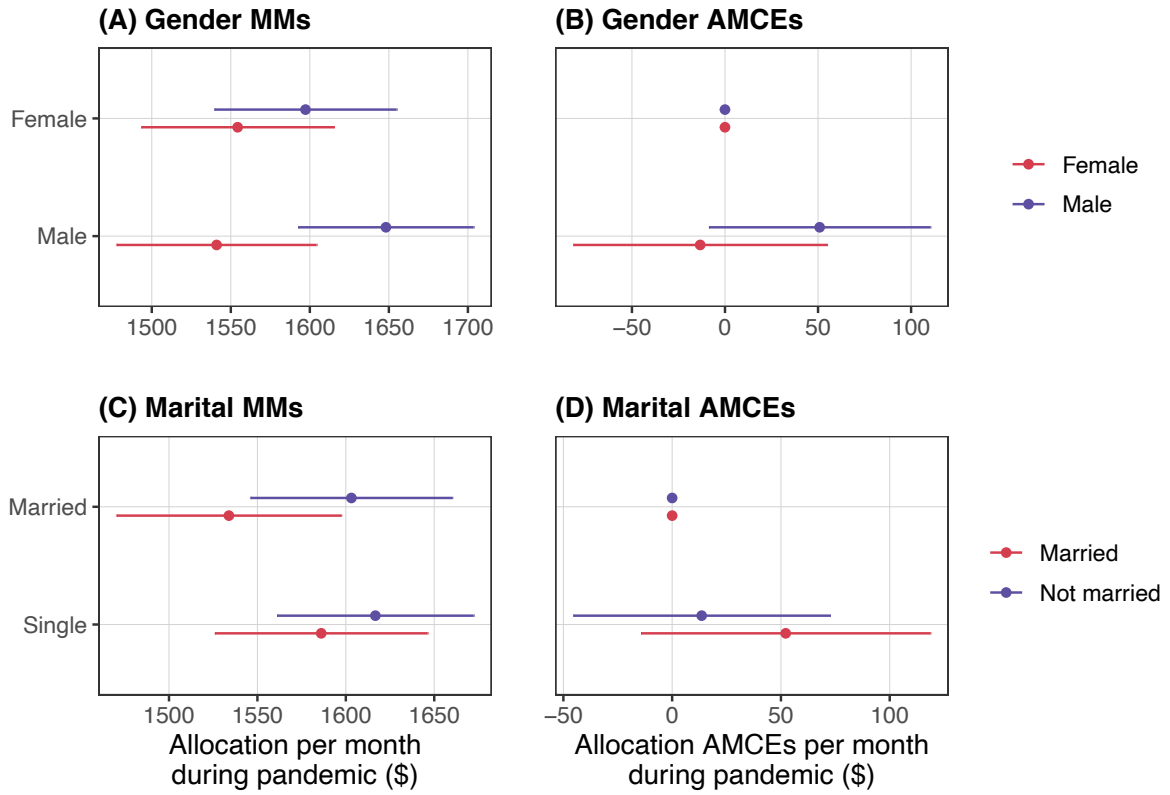 (A) Gender MMs
(B) Gender AMCEs
Female
Male
1500 1550 1600 1650 1700
−50 0 50 100
Female
Male
(C) Marital MMs
(D) Marital AMCEs
Married
Single
1500 1550 1600 1650
−50 0 50 100
Allocation per month
during pandemic ($)
Allocation AMCEs per month
during pandemic ($)
Married
Not married